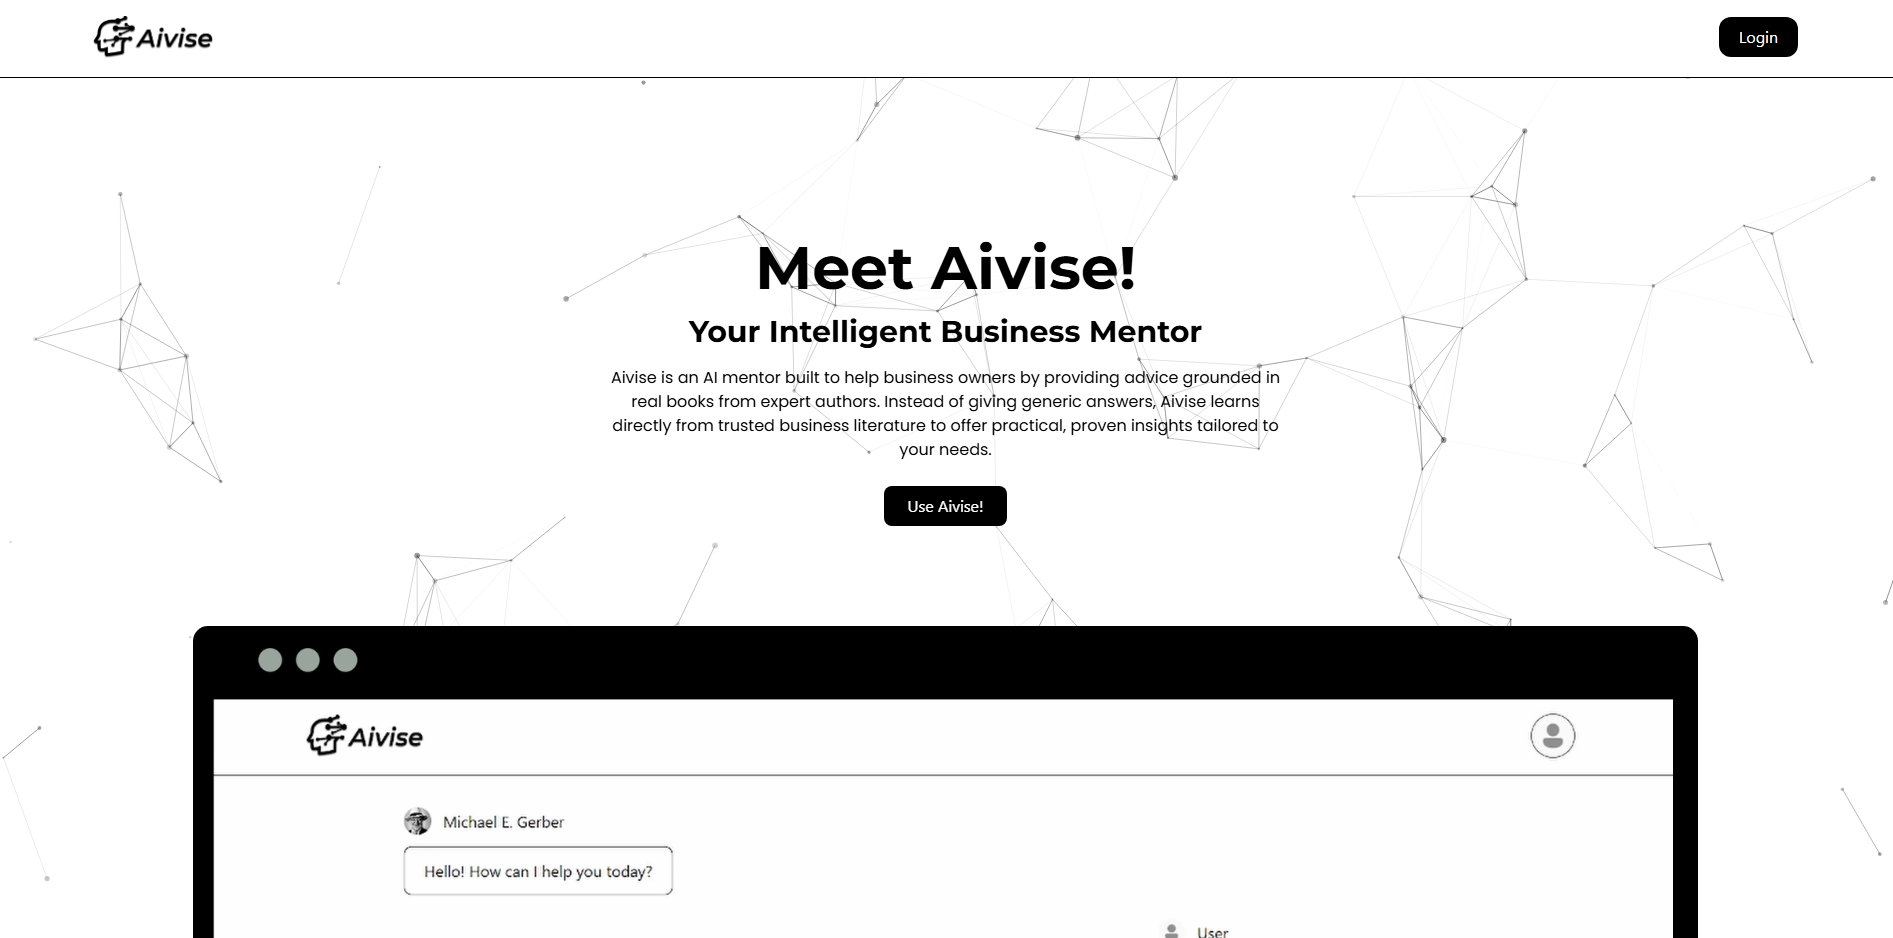 Aivise
Login
Meet Aivise!
Your Intelligent Business Mentor
Aivise is an AI mentor built to help business owners by providing advice grounded in
real books from expert authors. Instead of giving generic answers, Aivise learns
directly from trusted business literature to offer practical, proven insights tailored to
your needs.
Use Aivise!
Aivise
Michael E. Gerber
Hello! How can I help you today?
User